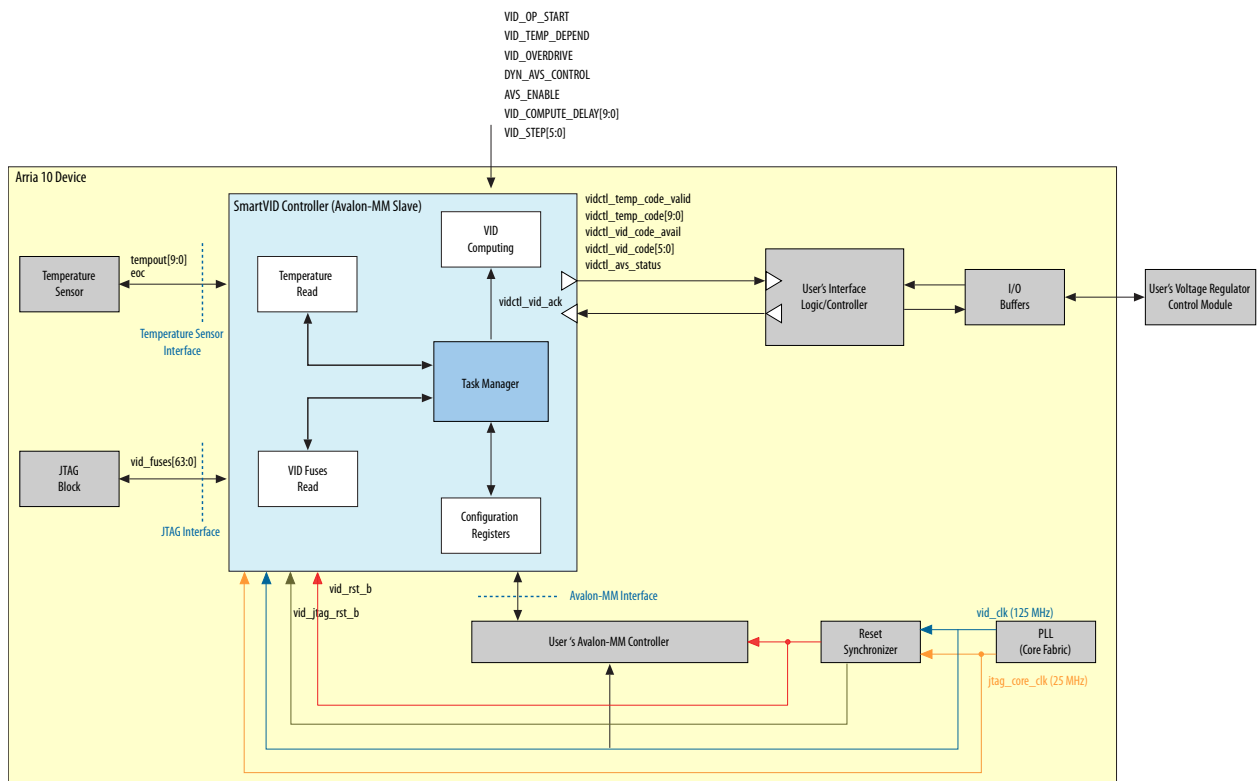 VID_OP_START
VID_TEMP_DEPEND
VID_OVERDRIVE
DYN_AVS_CONTROL
AVS_ENABLE
VID_COMPUTE_DELAY[9:0]
VID_STEP[5:0]
Arria 10 Device
SmartVID Controller (Avalon-MM Slave)
vidctl_temp_code_valid
vidctl_temp_code[9:0]
vidctl_vid_code_avail
vidctl_vid_code[5:0]
vidctl_avs_status
VID
Computing
tempout[9:0]
eoc
Temperature
Sensor
Temperature
Read
User's Interface
Logic/Controller
I/O
Buffers
User's Voltage Regulator
Control Module
vidctl_vid_ack
Temperature Sensor
Interface
Task Manager
vid_fuses[63:0]
JTAG
Block
VID Fuses
Read
JTAG Interface
Configuration
Registers
vid_rst_b
vid_jtag_rst_b
Avalon-MM Interface
vid_clk (125 MHz)
User 's Avalon-MM Controller
Reset
Synchronizer
PLL
(Core Fabric)
jtag_core_clk (25 MHz)